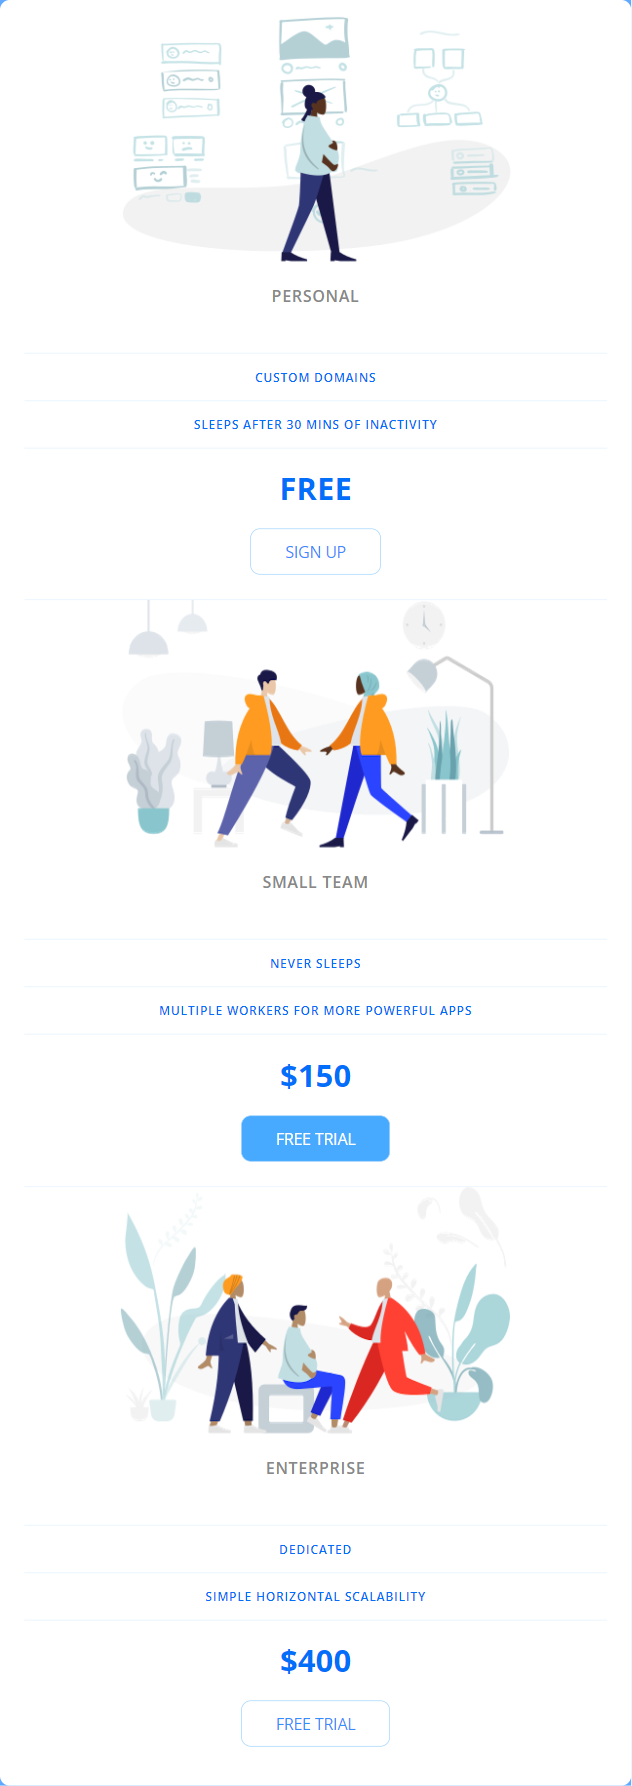 PERSONAL
CUSTOM DOMAINS
SLEEPS AFTER 30 MINS OF INACTIVITY
FREE
SIGN UP
SMALL TEAM
NEVER SLEEPS
MULTIPLE WORKERS FOR MORE POWERFUL APPS
$150
FREE TRIAL
ENTERPRISE
DEDICATED
SIMPLE HORIZONTAL SCALABILITY
$400
FREE TRIAL